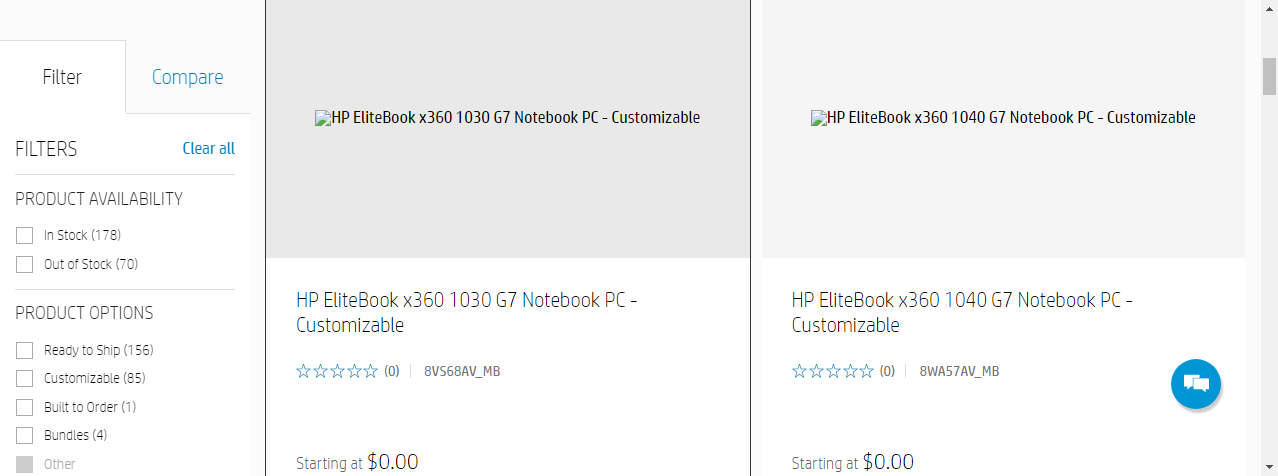 Filter
Compare
FILTERS
Clear all
PRODUCT AVAILABILITY
In Stock (178)
Out of Stock (70)
PRODUCT OPTIONS
Ready to Ship (156)
Customizable (85)
Built to Order (1)
Bundles (4)
Other
HP EliteBook x360 1030 G7 Notebook PC - Customizable
HP EliteBook x360 1030 G7 Notebook PC -
Customizable
(0)
8VS68AV_MB
Starting at $0.00
HP EliteBook x360 1040 G7 Notebook PC - Customizable
HP EliteBook x360 1040 G7 Notebook PC -
Customizable
(0)
8WA57AV_MB
Starting at $0.00